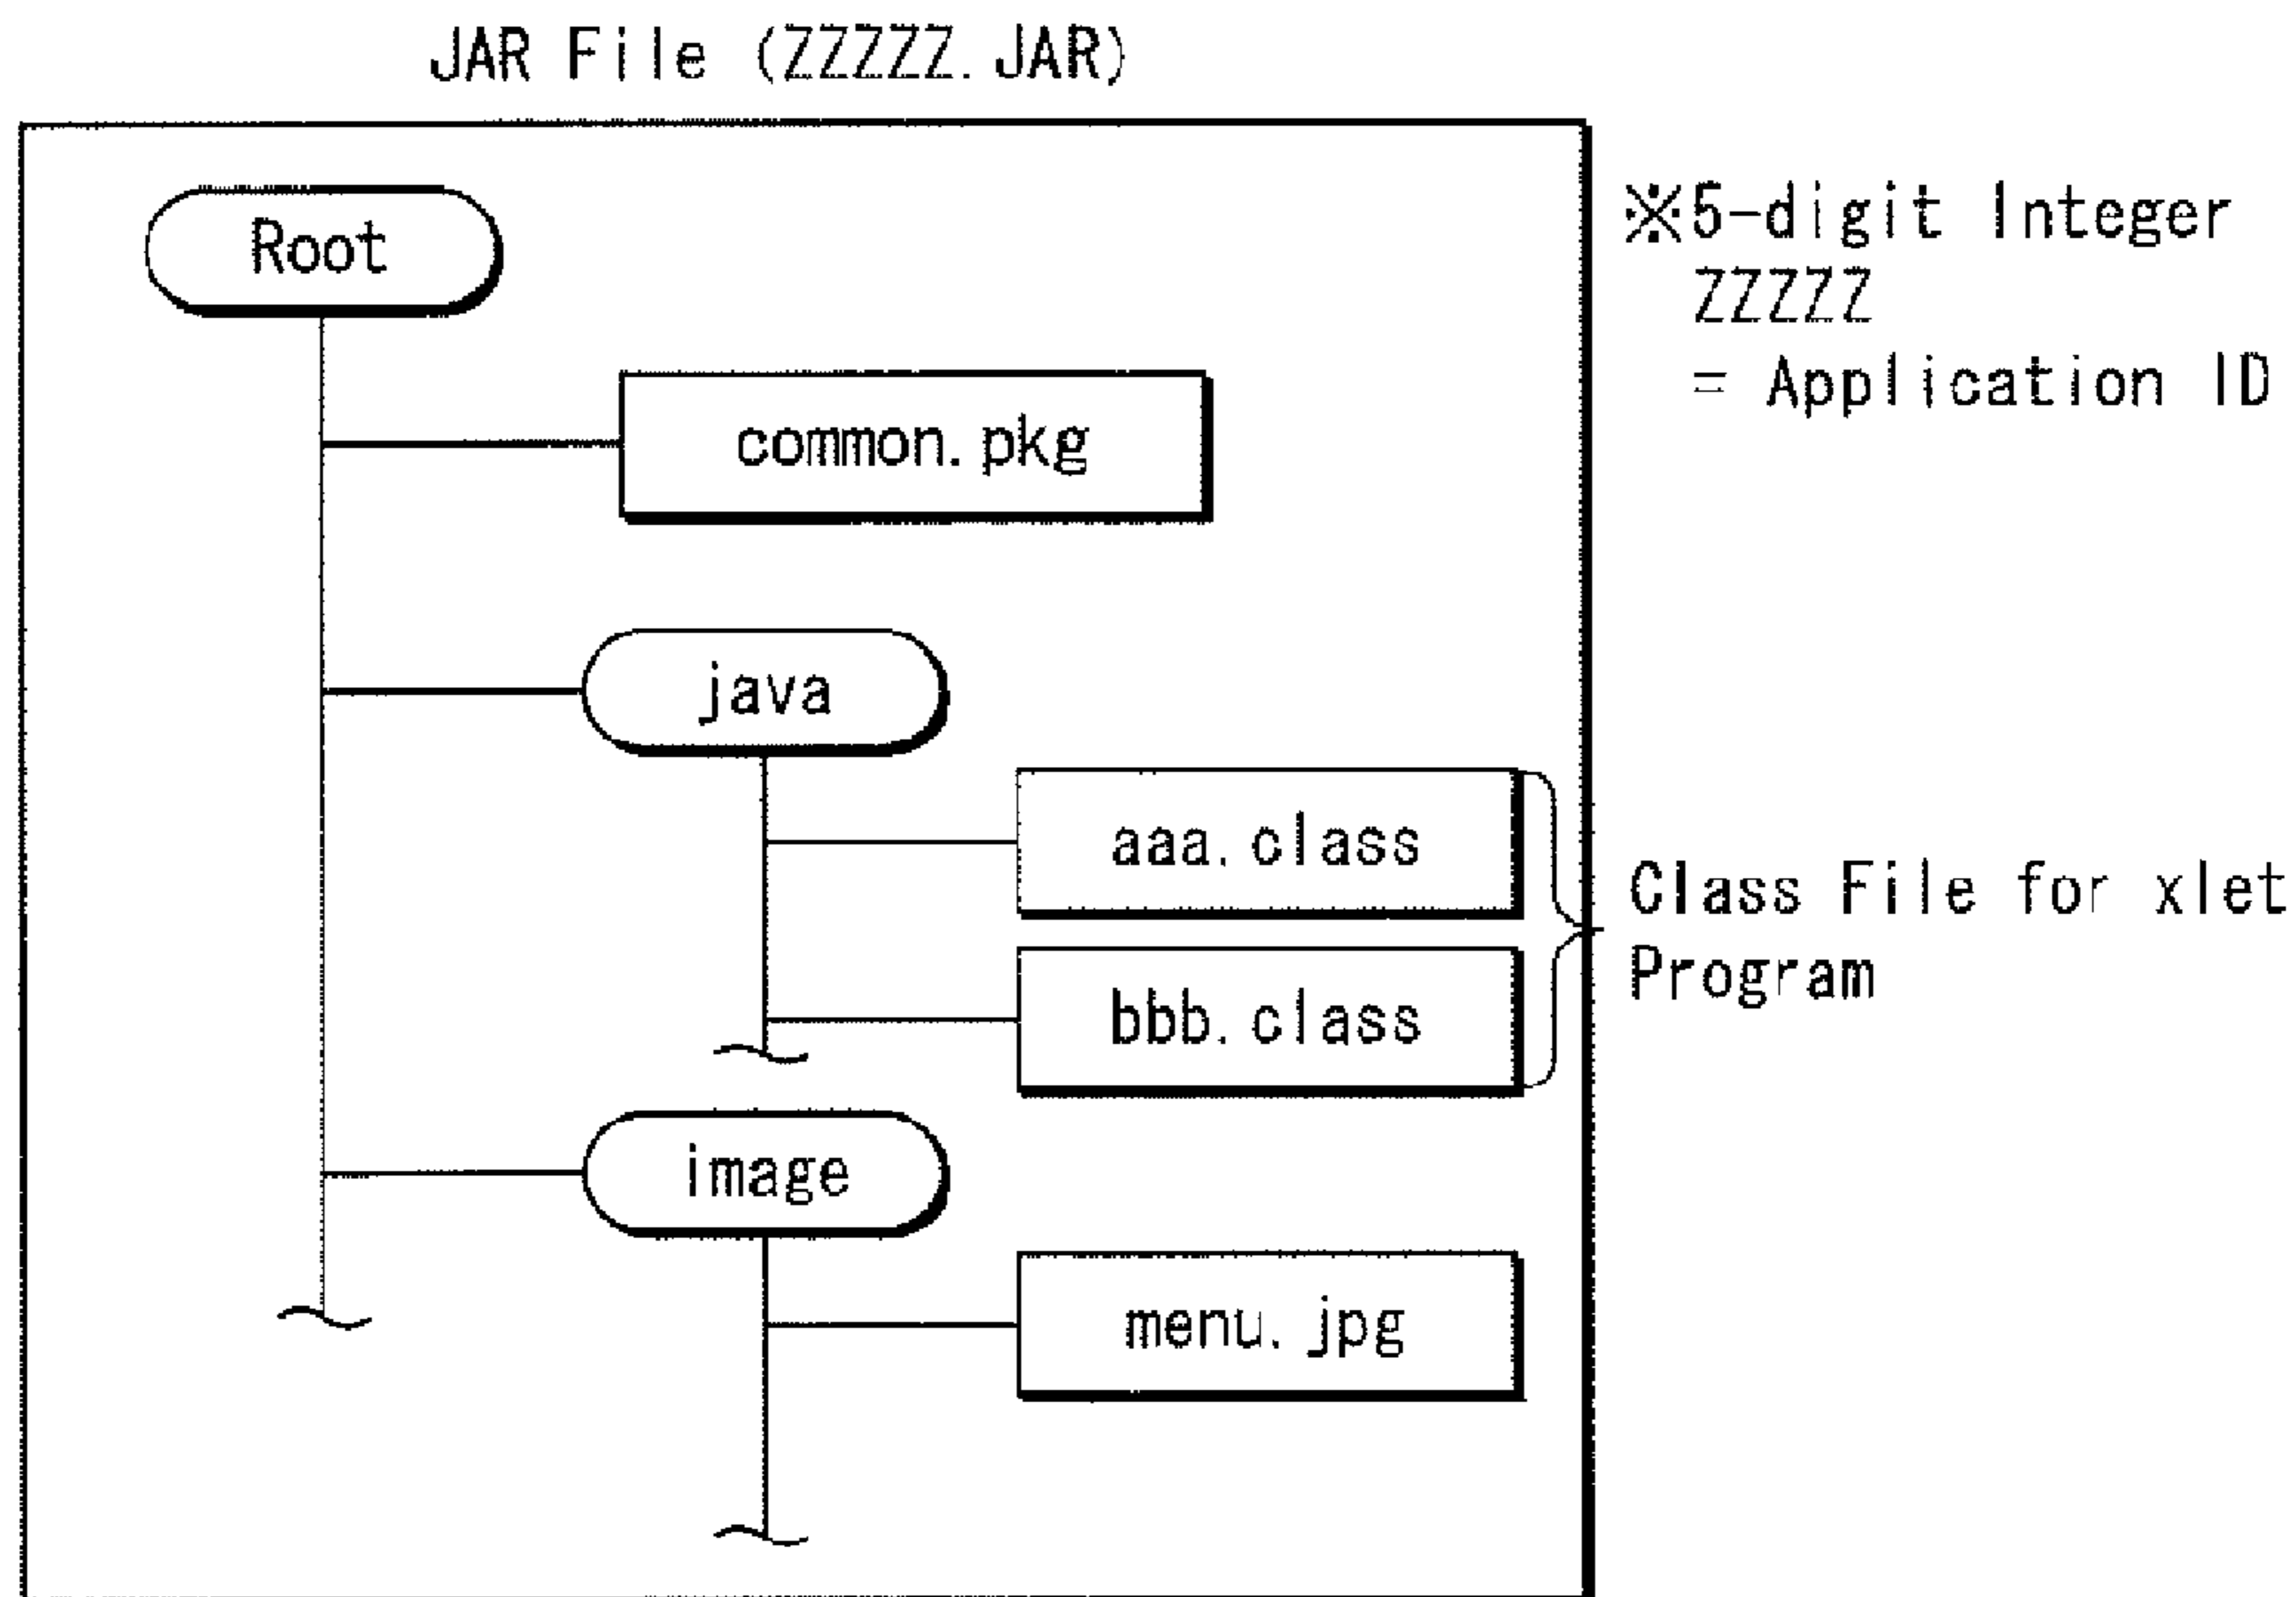 JAR File (ZZZZZ.JAR)
Root
※5-digit Integer
ZZZZZ
= Application ID
common.pkg
java
aaa.class
bbb.class
Class File for xlet
Program
image
menu.jpg